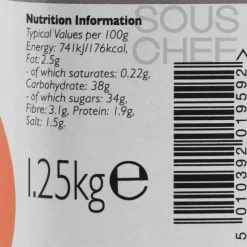 SOUS
CHEF
Nutrition Information
Typical Values per 100g
Energy: 741kJ/176kcal,
Fat: 2.5g
- of which saturates: 0.22g,
Carbohydrate: 38g
- of which sugars: 34g,
Fibre: 3.1g, Protein: 1.9g,
Salt: 1.5g.
1.25kg e
5 010392 019592 >